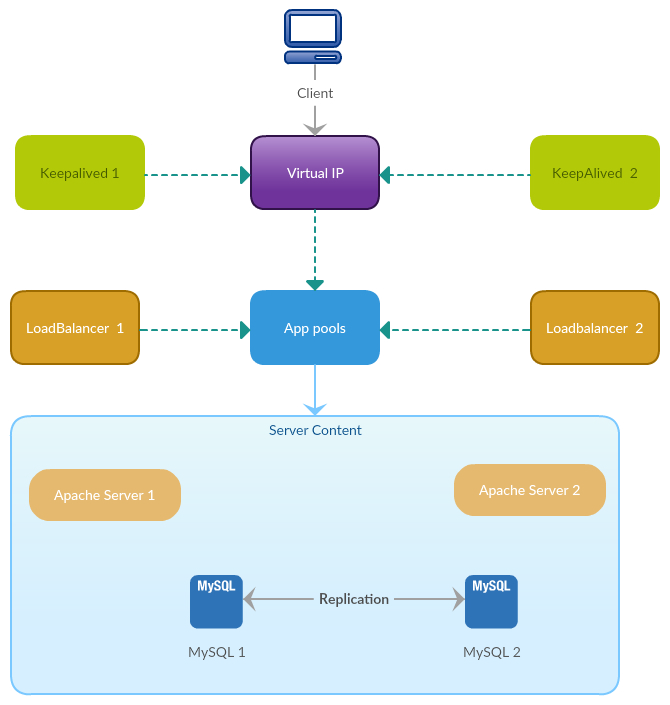 Client
Keepalived 1
Virtual IP
KeepAlived 2
LoadBalancer 1
App pools
Loadbalancer 2
Server Content
Apache Server 1
Apache Server 2
MySQL
MySQL
Replication
MySQL 1
MySQL 2